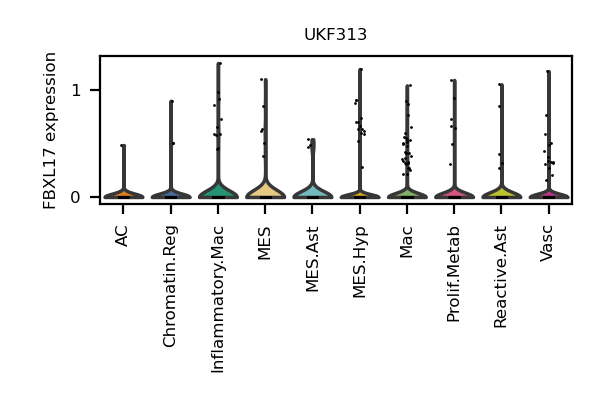 UKF313
FBXL17 expression
1
0
AC
Chromatin.Reg
Inflammatory.Mac
MES
MES.Ast
MES.Hyp
Mac
Prolif.Metab
Reactive.Ast
Vasc